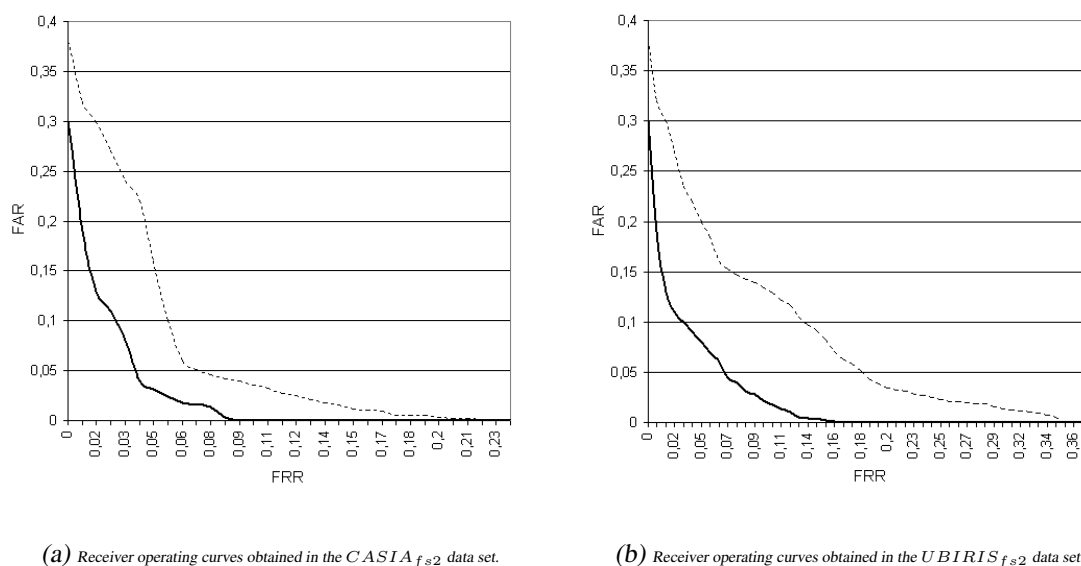 0,4
0,35
0,3
0,25
0,2
0,15
0,1
0,05
0
FAR
0 0,02 0,03 0,05 0,06 0,08 0,09 0,11 0,12 0,14 0,15 0,17 0,18 0,2 0,21 0,23
FRR
(a) Receiver operating curves obtained in the CASIA fs2 data set.
0,4
0,35
0,3
0,25
0,2
0,15
0,1
0,05
0
FAR
0 0,02 0,05 0,07 0,09 0,11 0,13 0,16 0,18 0,2 0,23 0,25 0,27 0,29 0,32 0,34 0,36
FRR
(b) Receiver operating curves obtained in the UBIRIS fs2 data set